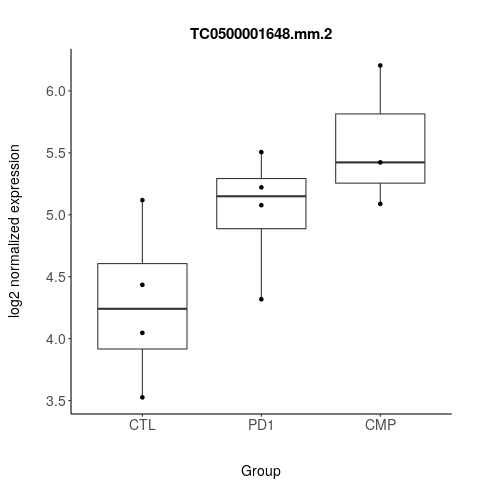 TC0500001648.mm.2
log2 normalized expression
6.0
5.5
5.0
4.5
4.0
3.5
CTL PD1 CMP
Group